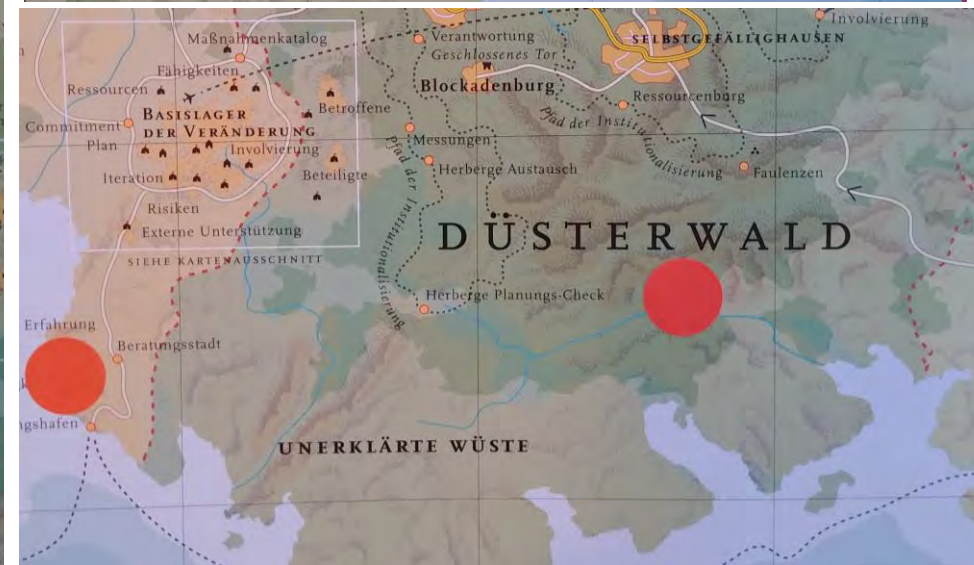 Involvierung
Maßnahmenkatalog
Verantwortung
SELBSTGEFÄLLIGHAUSEN
Geschlossenes Tor
Fähigkeiten
Ressourcen
Blockadenburg
Ressourcenburg
BASISLAGER
DER VERÄNDERUNG
Betroffene
Pfad der Institutionalisierung
Commitment
Plan
Messungen
Involvierung
Herberge Austausch
Faulenzen
Iteration
Beteiligte
Pfad der Institutionalisierung
Risiken
Externe Unterstützung
DÜSTERWALD
SIEHE KARTENAUSSCHNITT
Herberge Planungs-Check
Erfahrung
Beratungsstadt
gshafen
UNERKLÄRTE WÜSTE